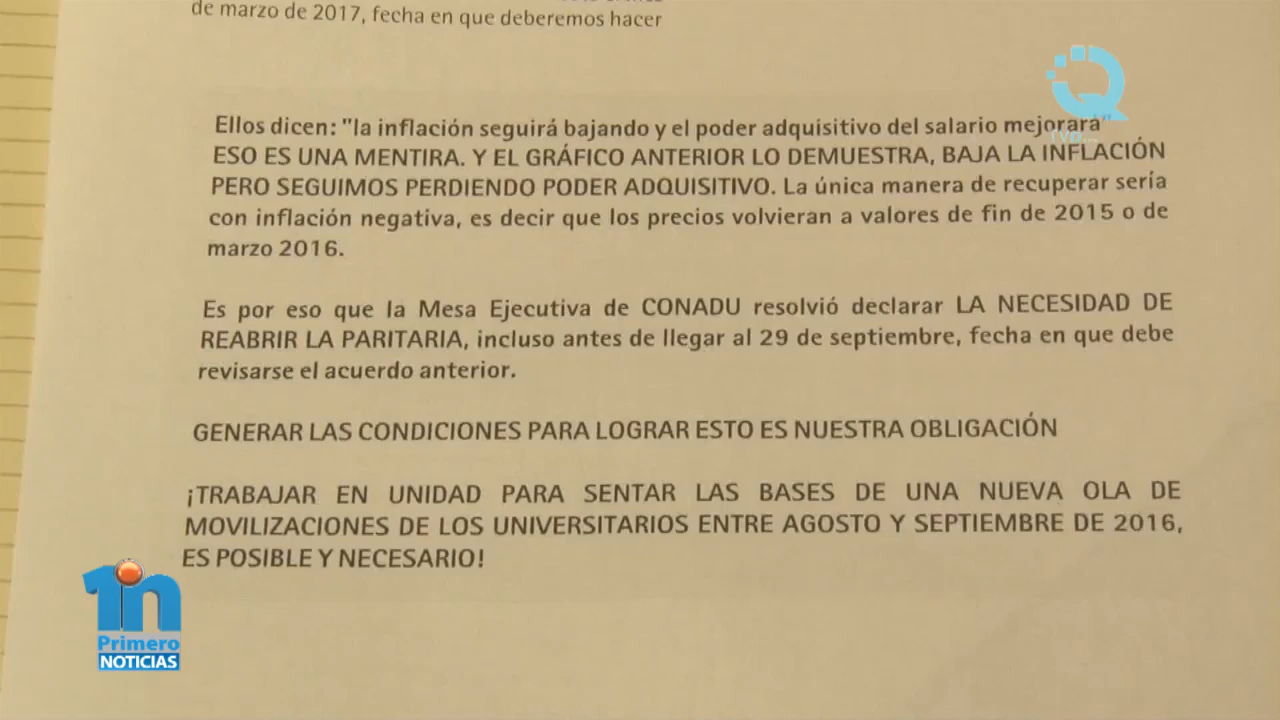 de marzo de 2017, fecha en que deberemos hacer
Ellos dicen: "la inflación seguirá bajando y el poder adquisitivo del salario mejorará"
ESO ES UNA MENTIRA. Y EL GRÁFICO ANTERIOR LO DEMUESTRA, BAJA LA INFLACIÓN
PERO SEGUIMOS PERDIENDO PODER ADQUISITIVO. La única manera de recuperar sería
con inflación negativa, es decir que los precios volvieran a valores de fin de 2015 o de
marzo 2016.
Es por eso que la Mesa Ejecutiva de CONADU resolvió declarar LA NECESIDAD DE
REABRIR LA PARITARIA, incluso antes de llegar al 29 de septiembre, fecha en que debe
revisarse el acuerdo anterior.
GENERAR LAS CONDICIONES PARA LOGRAR ESTO ES NUESTRA OBLIGACIÓN
¡TRABAJAR EN UNIDAD PARA SENTAR LAS BASES DE UNA NUEVA OLA DE
MOVILIZACIONES DE LOS UNIVERSITARIOS ENTRE AGOSTO Y SEPTIEMBRE DE 2016,
ES POSIBLE Y NECESARIO!
1n
Primero
NOTICIAS